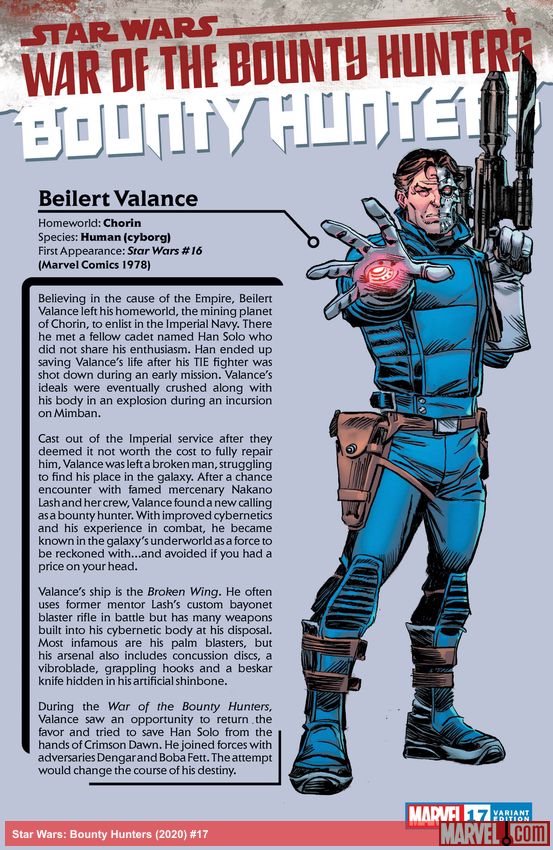 STAR WARS
WAR OF THE BOUNTY HUNTERS
BOUNTY HUNTERS
Beilert Valance
Homeworld: Chorin
Species: Human (cyborg)
First Appearance: Star Wars #16
(Marvel Comics 1978)
Believing in the cause of the Empire, Beilert
Valance left his homeworld, the mining planet
of Chorin, to enlist in the Imperial Navy. There
he met a fellow cadet named Han Solo who
did not share his enthusiasm. Han ended up
saving Valance's life after his TIE fighter was
shot down during an early mission. Valance's
ideals were eventually crushed along with
his body in an explosion during an incursion
on Mimban.
Cast out of the Imperial service after they
deemed it not worth the cost to fully repair
him, Valance was left a broken man, struggling
to find his place in the galaxy. After a chance
encounter with famed mercenary Nakano
Lash and her crew, Valance found a new calling
as a bounty hunter. With improved cybernetics
and his experience in combat, he became
known in the galaxy's underworld as a force to
be reckoned with...and avoided if you had a
price on your head.
Valance's ship is the Broken Wing. He often
uses former mentor Lash's custom bayonet
blaster rifle in battle but has many weapons
built into his cybernetic body at his disposal.
Most infamous are his palm blasters, but
his arsenal also includes concussion discs, a
vibroblade, grappling hooks and a beskar
knife hidden in his artificial shinbone.
During the War of the Bounty Hunters,
Valance saw an opportunity to return the
favor and tried to save Han Solo from the
hands of Crimson Dawn. He joined forces with
adversaries Dengar and Boba Fett. The attempt
would change the course of his destiny.
MARVEL 17 VARIANT EDITION
Star Wars: Bounty Hunters (2020) #17
MARVEL.com